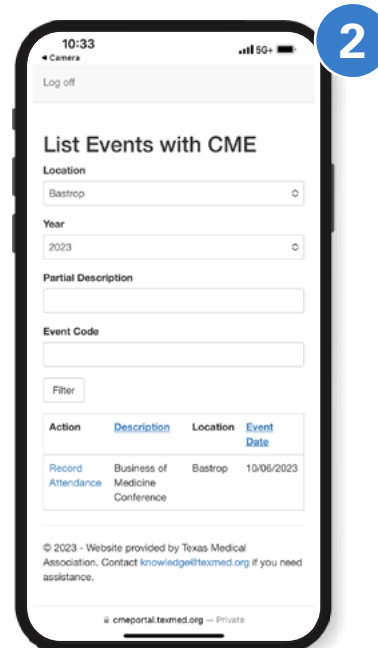 2
10:33
5G+
◀ Camera
Log off
List Events with CME
Location
Bastrop
Year
2023
Partial Description
Event Code
Filter
Action Description Location Event
Date
Record Business of Bastrop 10/06/2023
Attendance Medicine
Conference
© 2023 - Website provided by Texas Medical
Association. Contact knowledge@texmed.org if you need
assistance.
cmeportal.texmed.org — Private